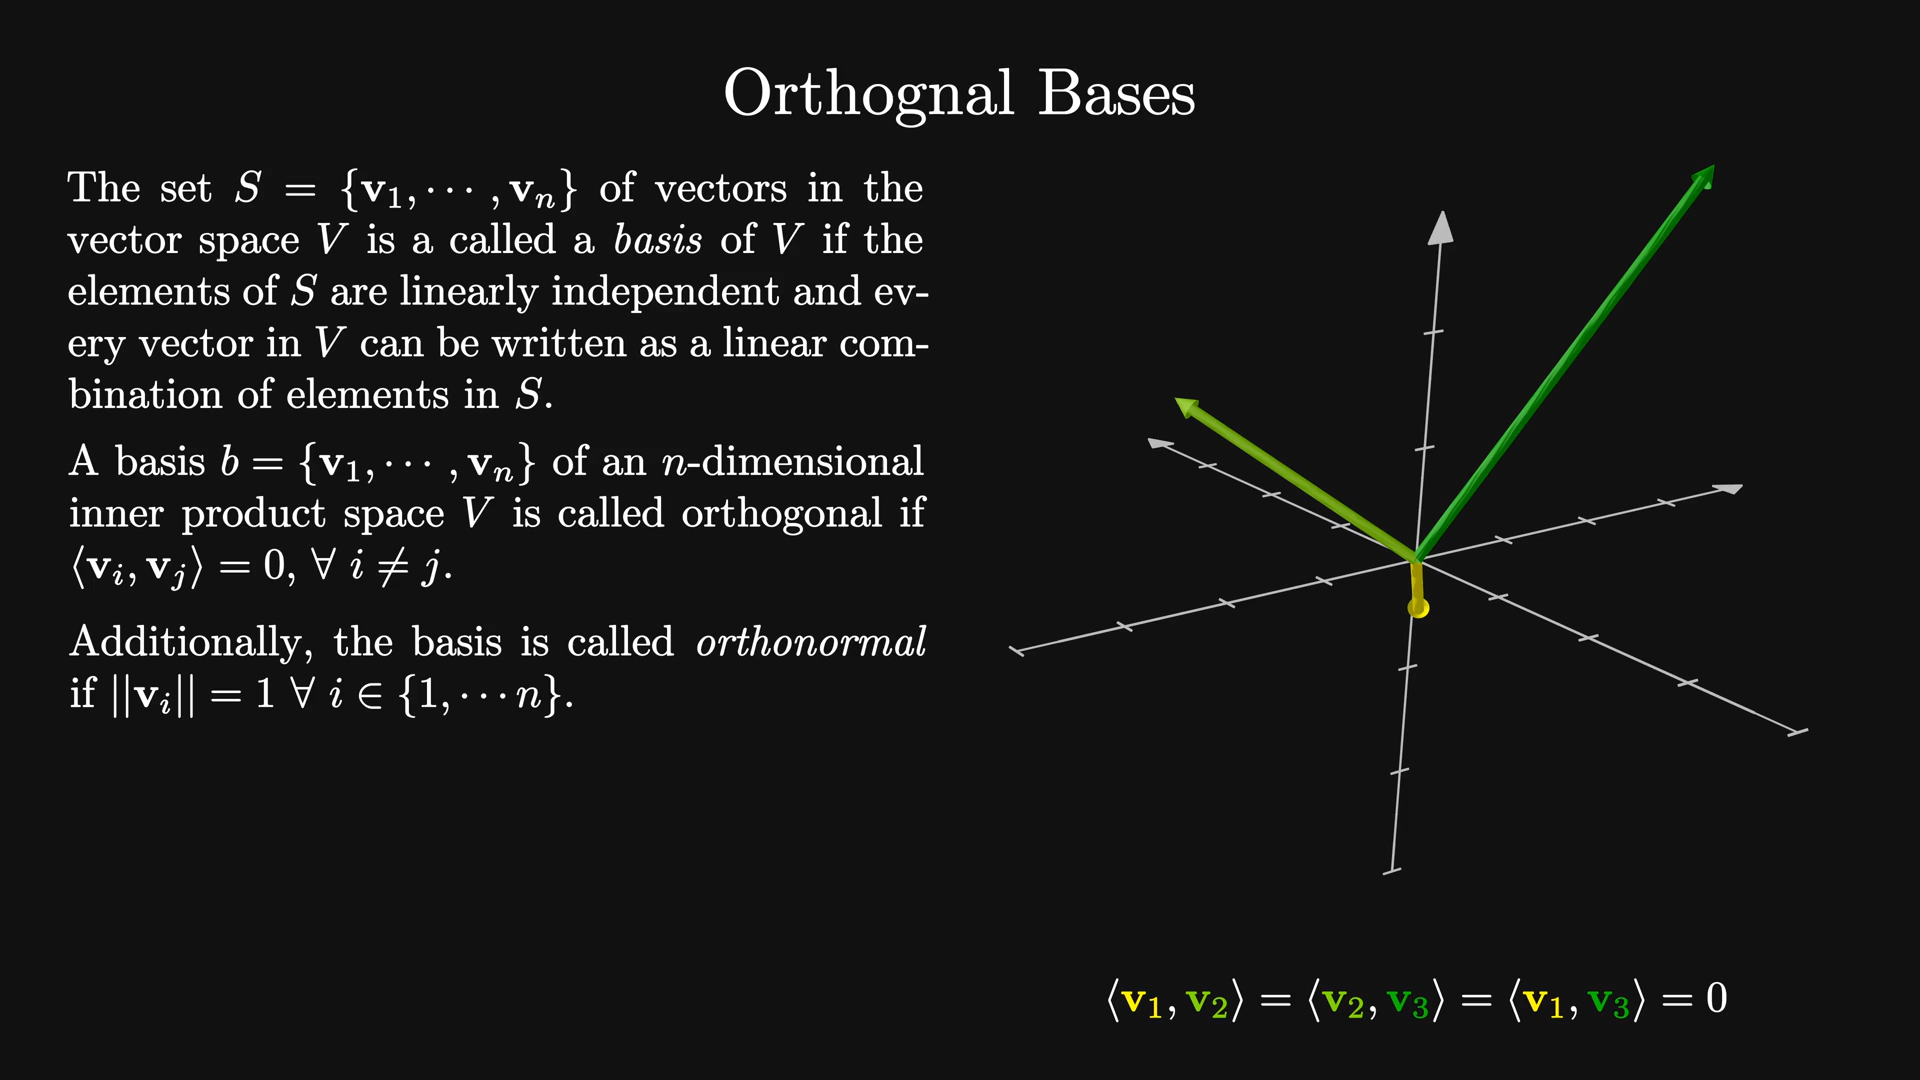 Orthognal Bases
The set S = {v₁, ⋯ , vₙ} of vectors in the
vector space V is a called a basis of V if the
elements of S are linearly independent and ev-
ery vector in V can be written as a linear com-
bination of elements in S.
A basis b = {v₁, ⋯ , vₙ} of an n-dimensional
inner product space V is called orthogonal if
⟨vᵢ, vⱼ⟩ = 0, ∀ i ≠ j.
Additionally, the basis is called orthonormal
if ||vᵢ|| = 1 ∀ i ∈ {1, ⋯ n}.
⟨v₁, v₂⟩ = ⟨v₂, v₃⟩ = ⟨v₁, v₃⟩ = 0